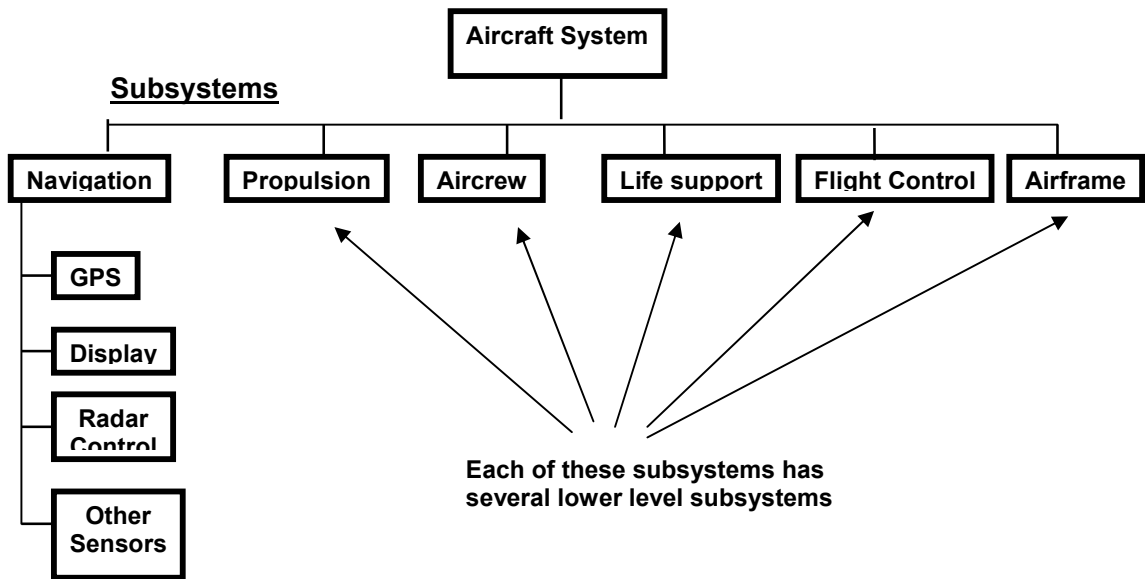 Aircraft System
Subsystems
Navigation
Propulsion
Aircrew
Life support
Flight Control
Airframe
GPS
Display
Radar
Control
Other
Sensors
Each of these subsystems has
several lower level subsystems